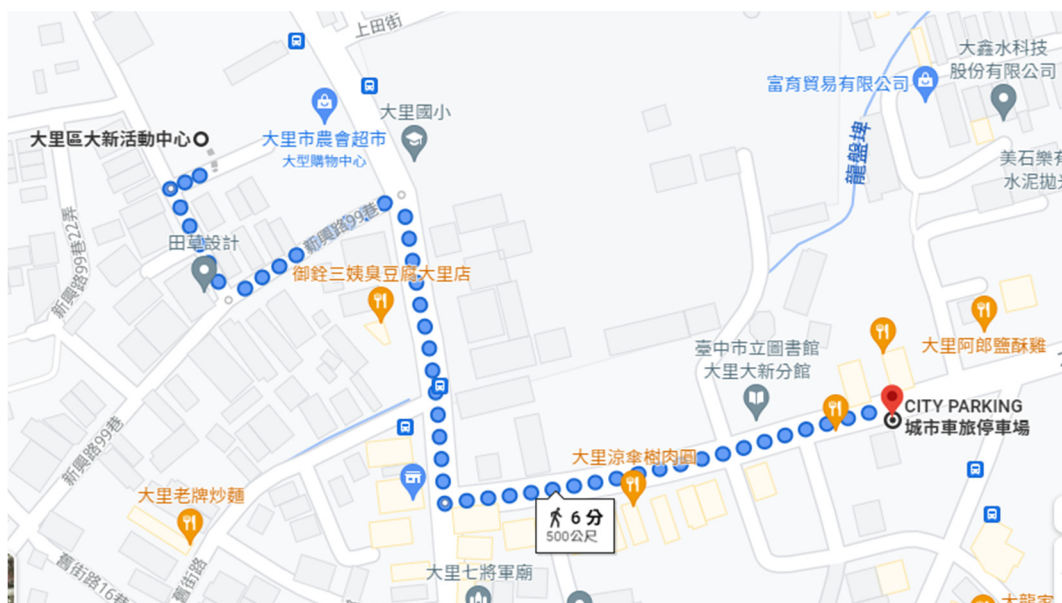 上田街
大鑫水科技
股份有限公司
富育貿易有限公司
大里國小
大里區大新活動中心
大里市農會超市
大型購物中心
龍盤埤
美石樂
水泥拋
新興路99巷22弄
田草設計
新興路99巷
御銓三姨臭豆腐大里店
臺中市立圖書館
大里大新分館
大里阿郎鹽酥雞
CITY PARKING
城市車旅停車場
新興路99巷
大里涼傘樹肉圓
大里老牌炒麵
6 分
500公尺
舊街路16巷
舊街路
大里七將軍廟
大龍家